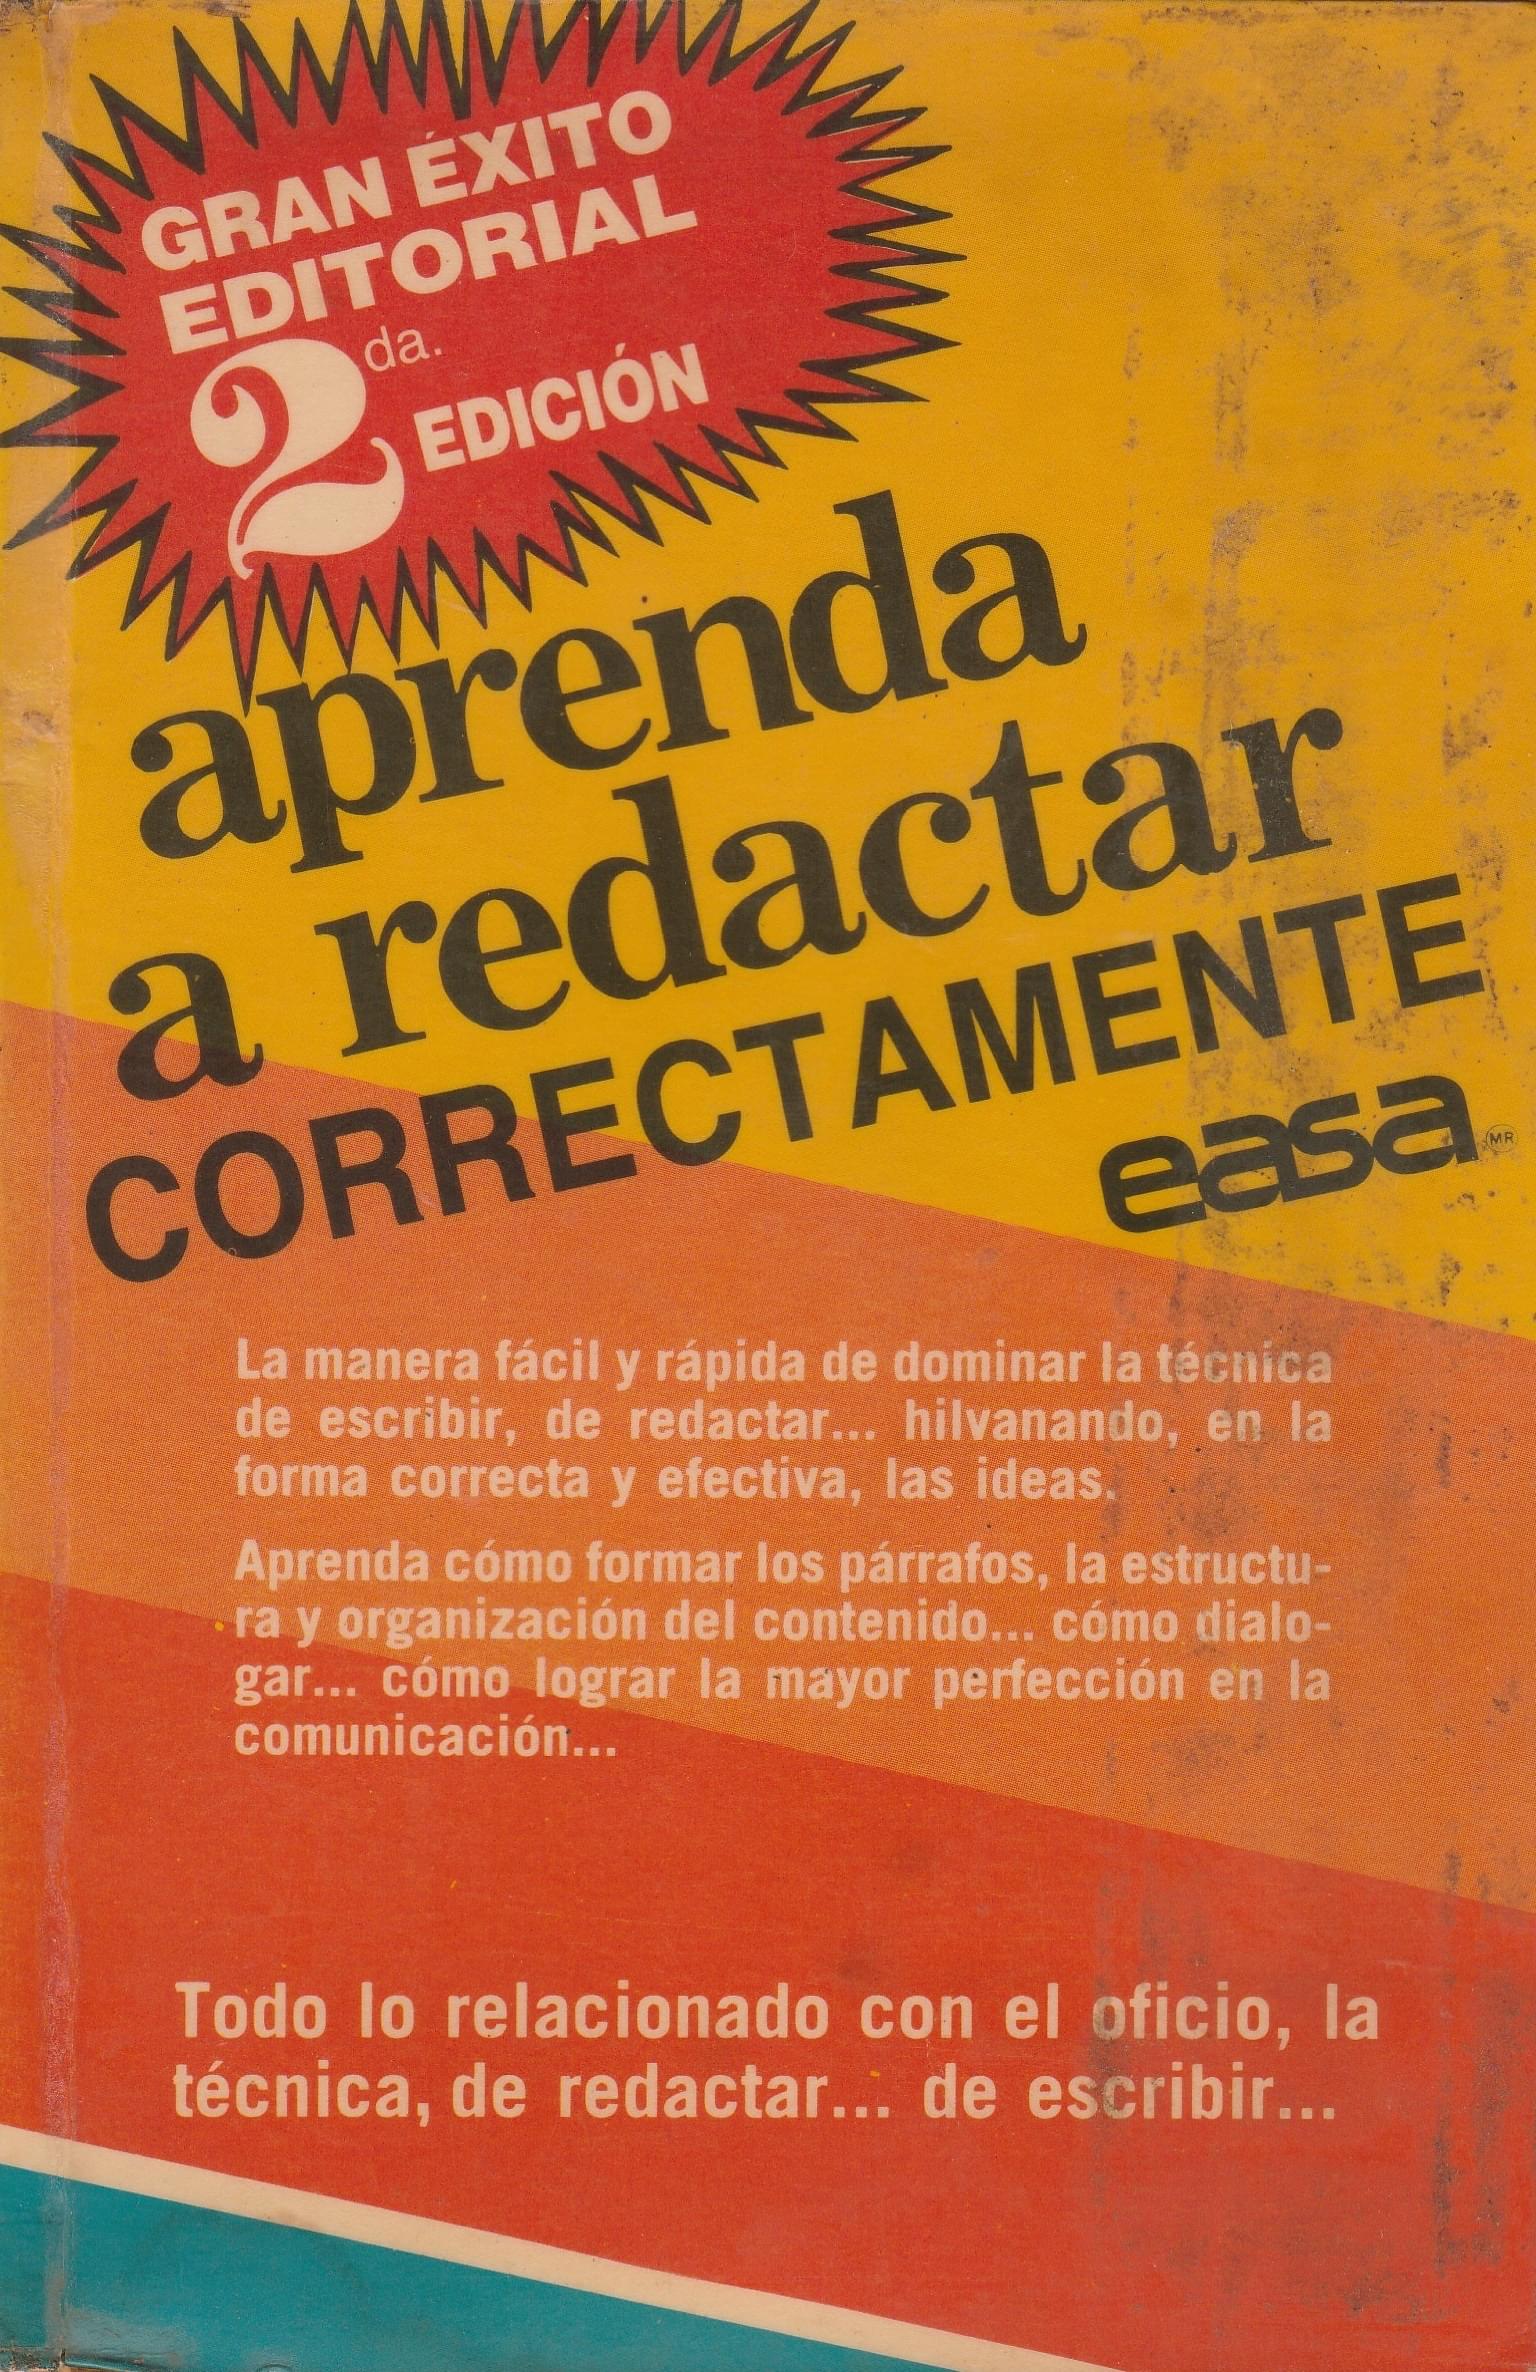 GRAN ÉXITO
EDITORIAL
2da. EDICIÓN
aprenda
a redactar
CORRECTAMENTE
easa MR
La manera fácil y rápida de dominar la técnica
de escribir, de redactar... hilvanando, en la
forma correcta y efectiva, las ideas.
Aprenda cómo formar los párrafos, la estructu-
ra y organización del contenido... cómo dialo-
gar... cómo lograr la mayor perfección en la
comunicación...
Todo lo relacionado con el oficio, la
técnica, de redactar... de escribir...